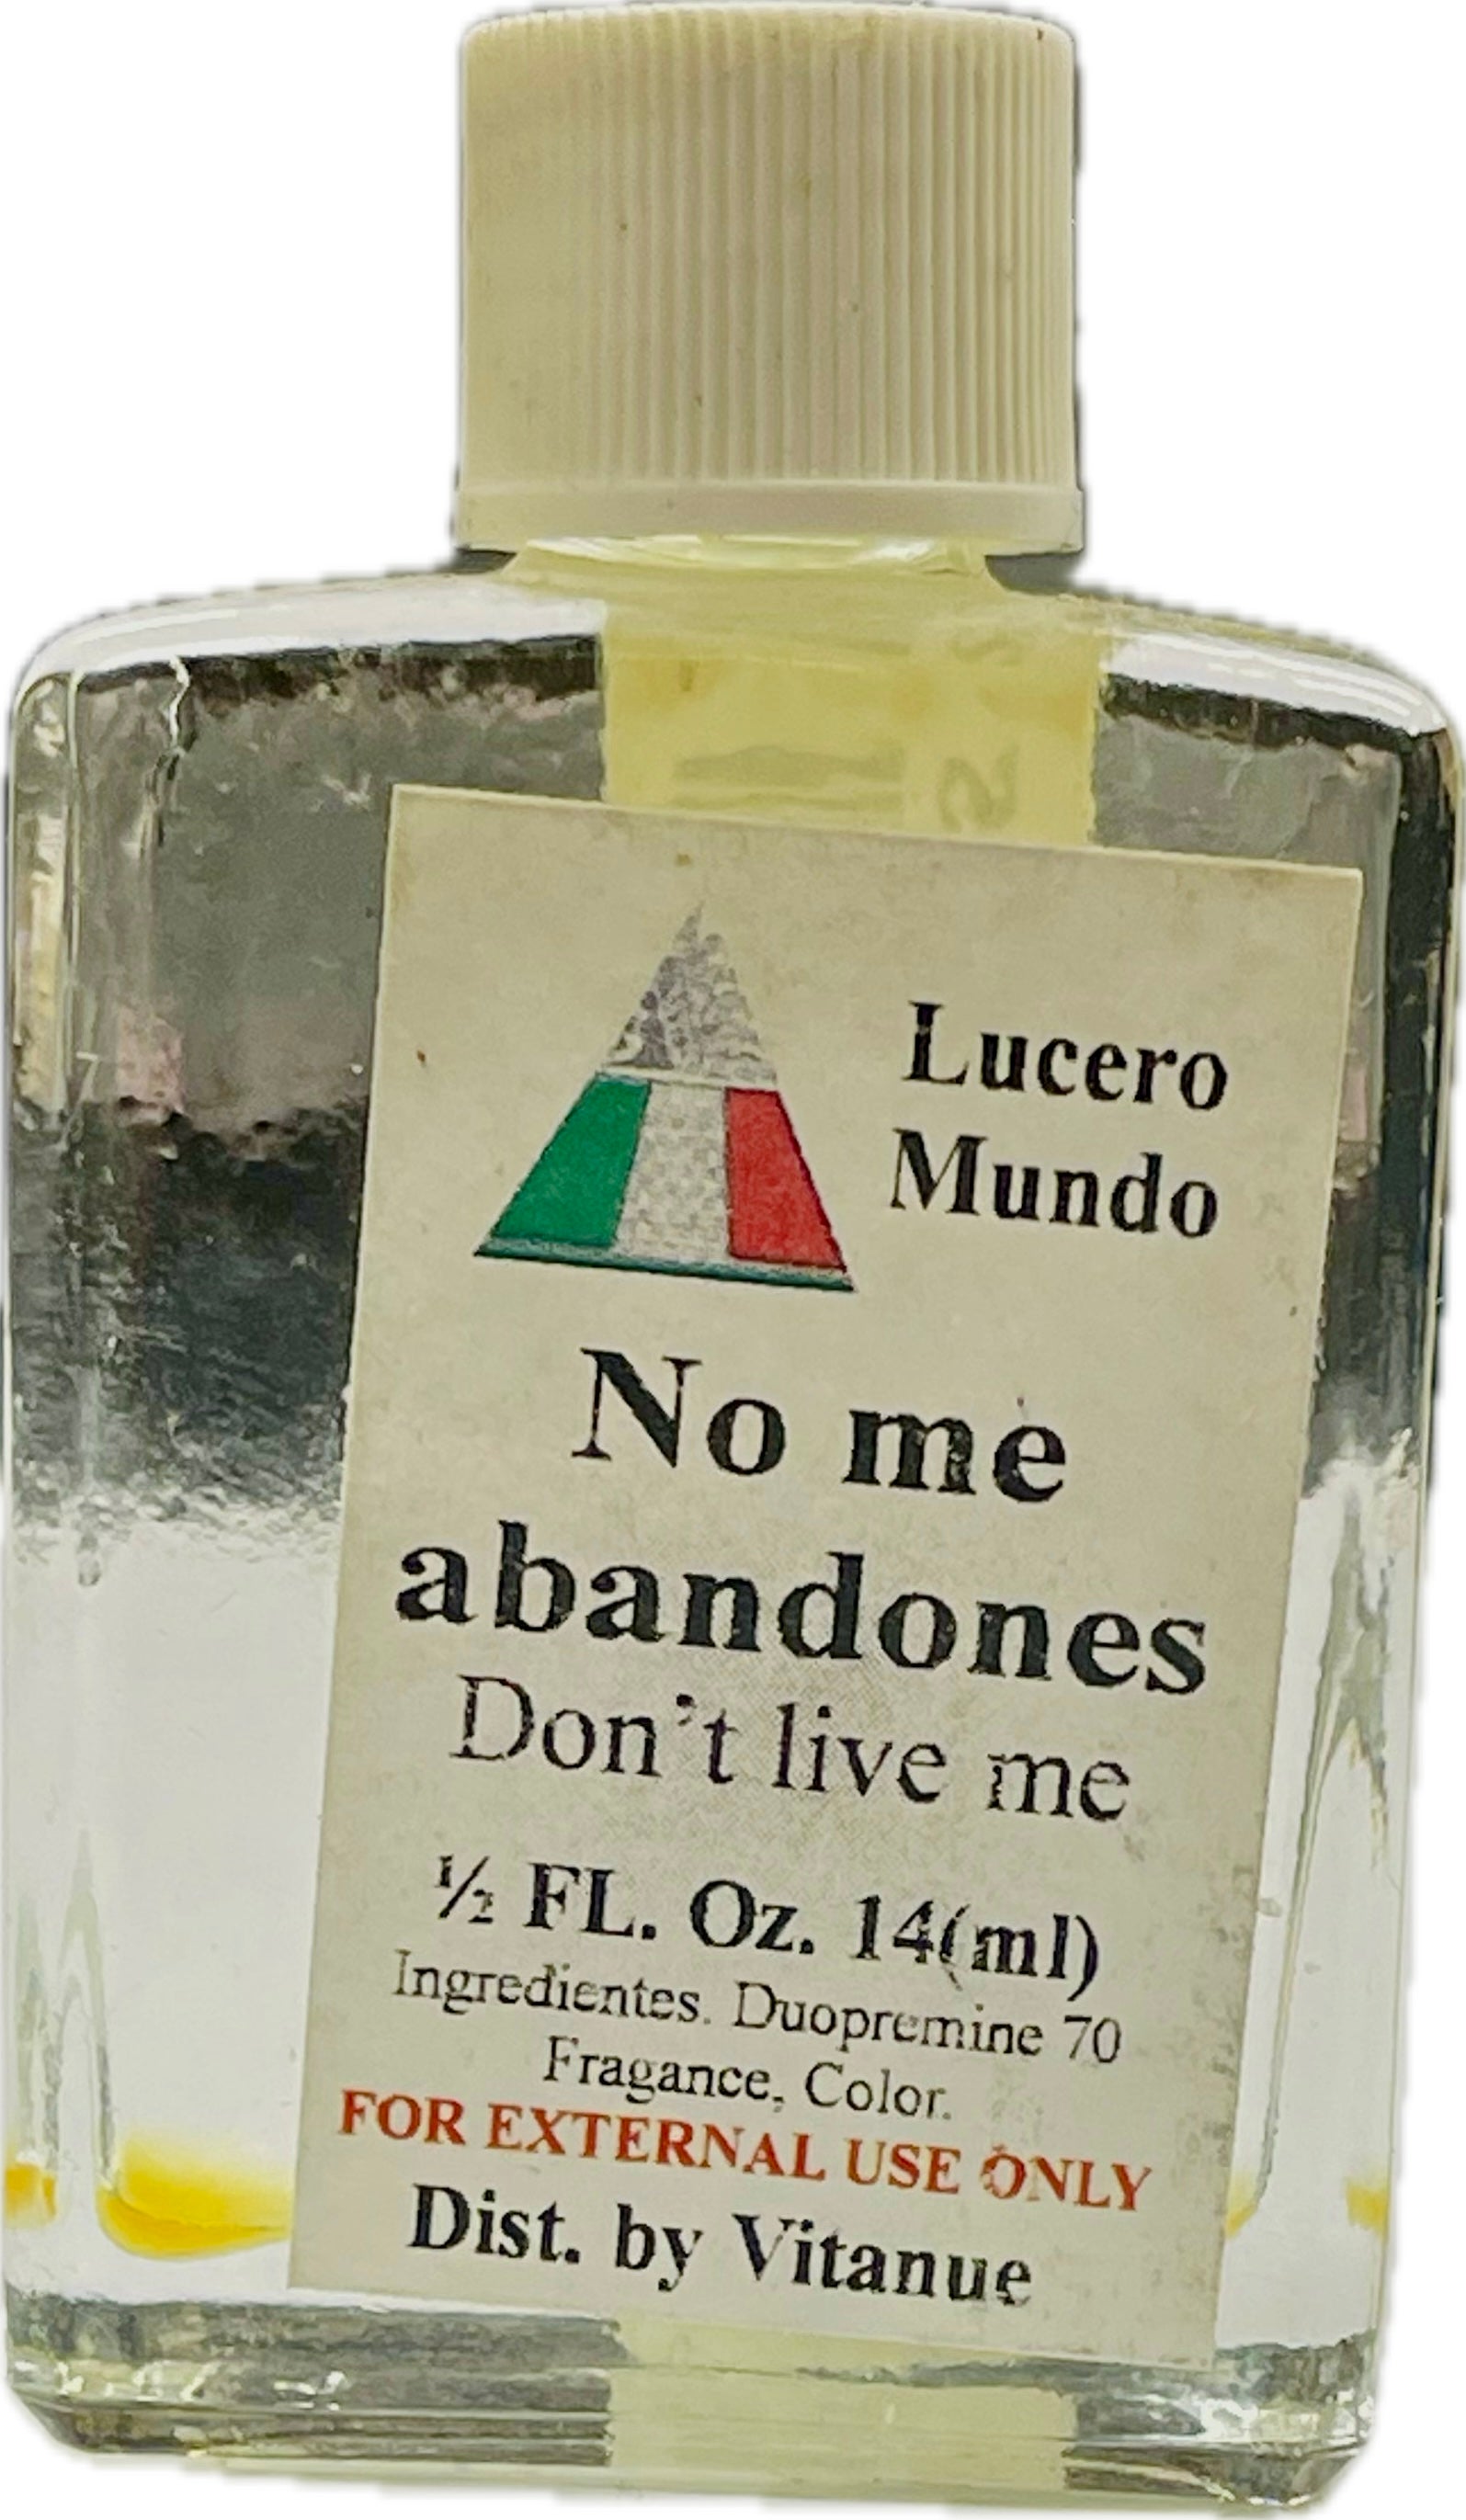 Lucero
Mundo
No me
abandones
Don't live me
½ FL. Oz. 14(ml)
Ingredientes. Duopremine 70
Fragance, Color.
FOR EXTERNAL USE ONLY
Dist. by Vitanue